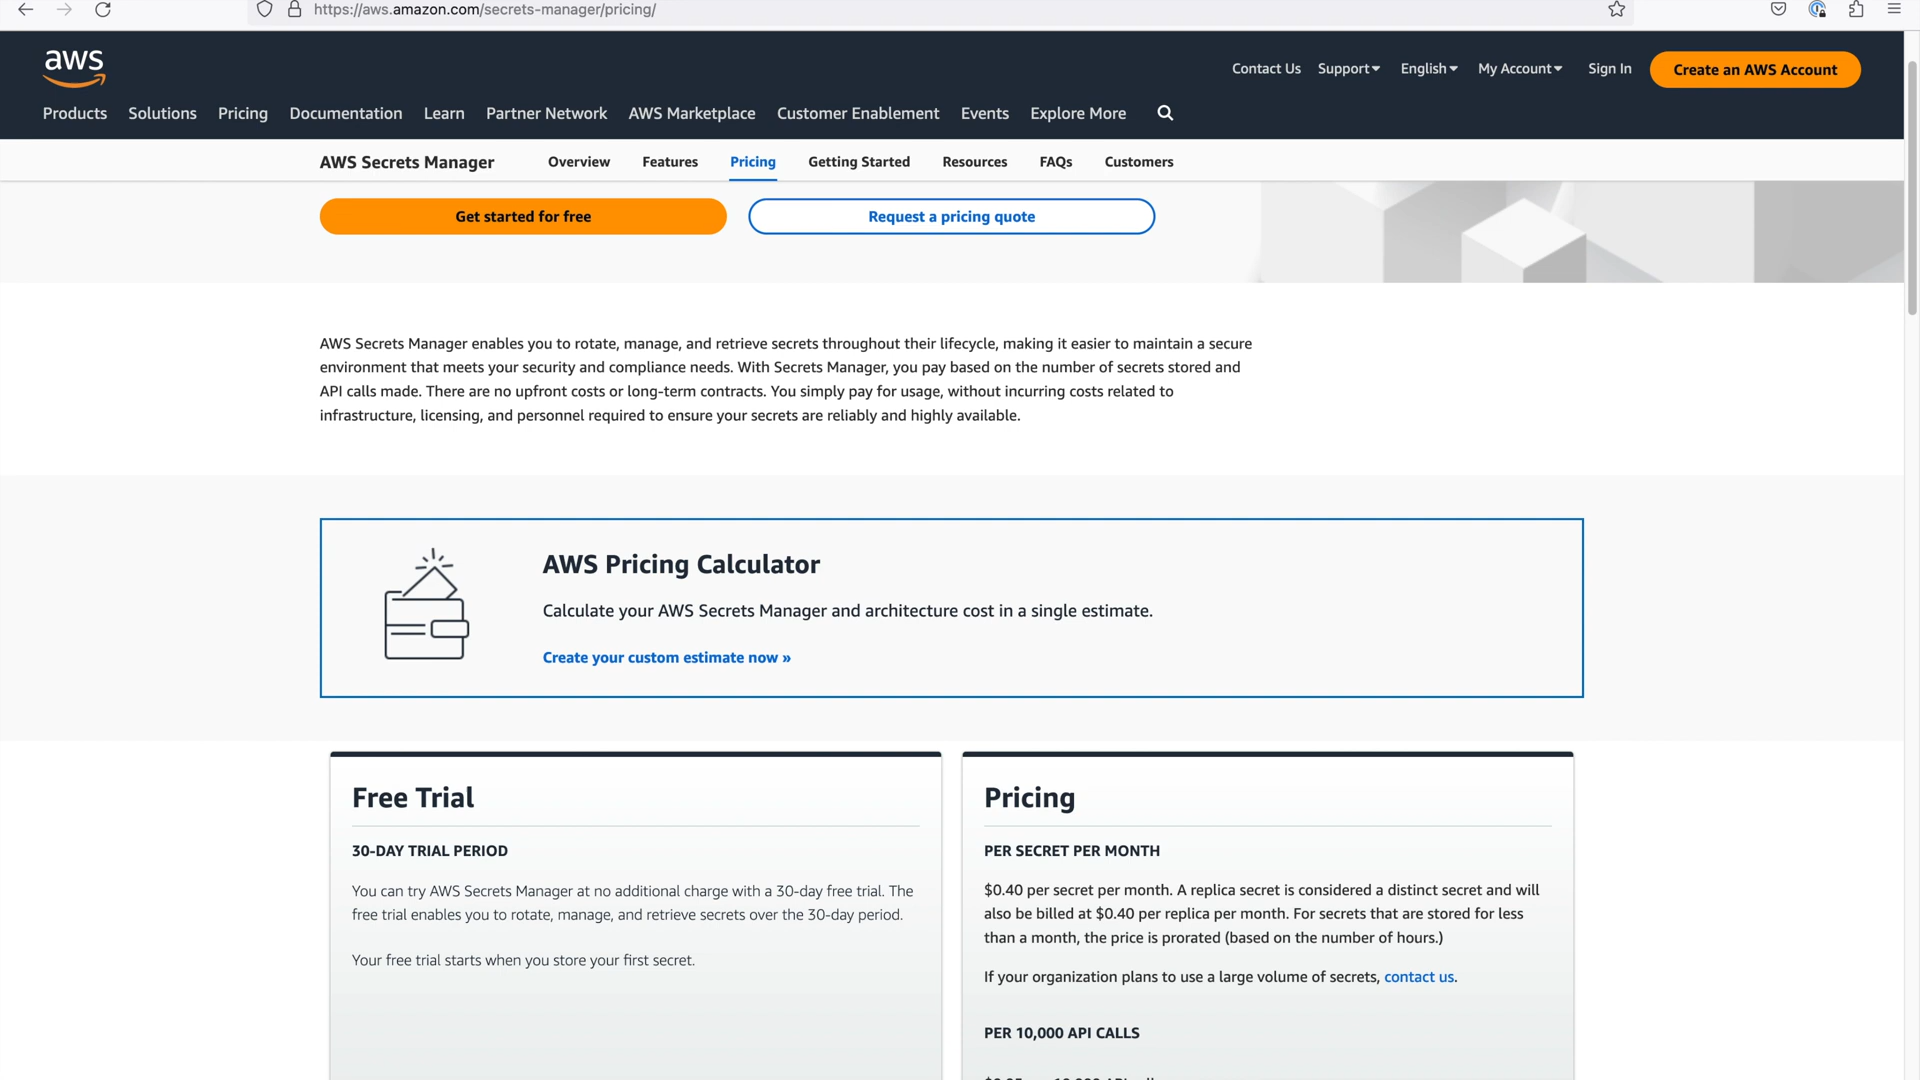 https://aws.amazon.com/secrets-manager/pricing/
aws
Contact Us Support English My Account Sign In Create an AWS Account
Products Solutions Pricing Documentation Learn Partner Network AWS Marketplace Customer Enablement Events Explore More
AWS Secrets Manager Overview Features Pricing Getting Started Resources FAQs Customers
Get started for free Request a pricing quote
AWS Secrets Manager enables you to rotate, manage, and retrieve secrets throughout their lifecycle, making it easier to maintain a secure
environment that meets your security and compliance needs. With Secrets Manager, you pay based on the number of secrets stored and
API calls made. There are no upfront costs or long-term contracts. You simply pay for usage, without incurring costs related to
infrastructure, licensing, and personnel required to ensure your secrets are reliably and highly available.
AWS Pricing Calculator
Calculate your AWS Secrets Manager and architecture cost in a single estimate.
Create your custom estimate now »
Free Trial
30-DAY TRIAL PERIOD
You can try AWS Secrets Manager at no additional charge with a 30-day free trial. The
free trial enables you to rotate, manage, and retrieve secrets over the 30-day period.
Your free trial starts when you store your first secret.
Pricing
PER SECRET PER MONTH
$0.40 per secret per month. A replica secret is considered a distinct secret and will
also be billed at $0.40 per replica per month. For secrets that are stored for less
than a month, the price is prorated (based on the number of hours.)
If your organization plans to use a large volume of secrets, contact us.
PER 10,000 API CALLS